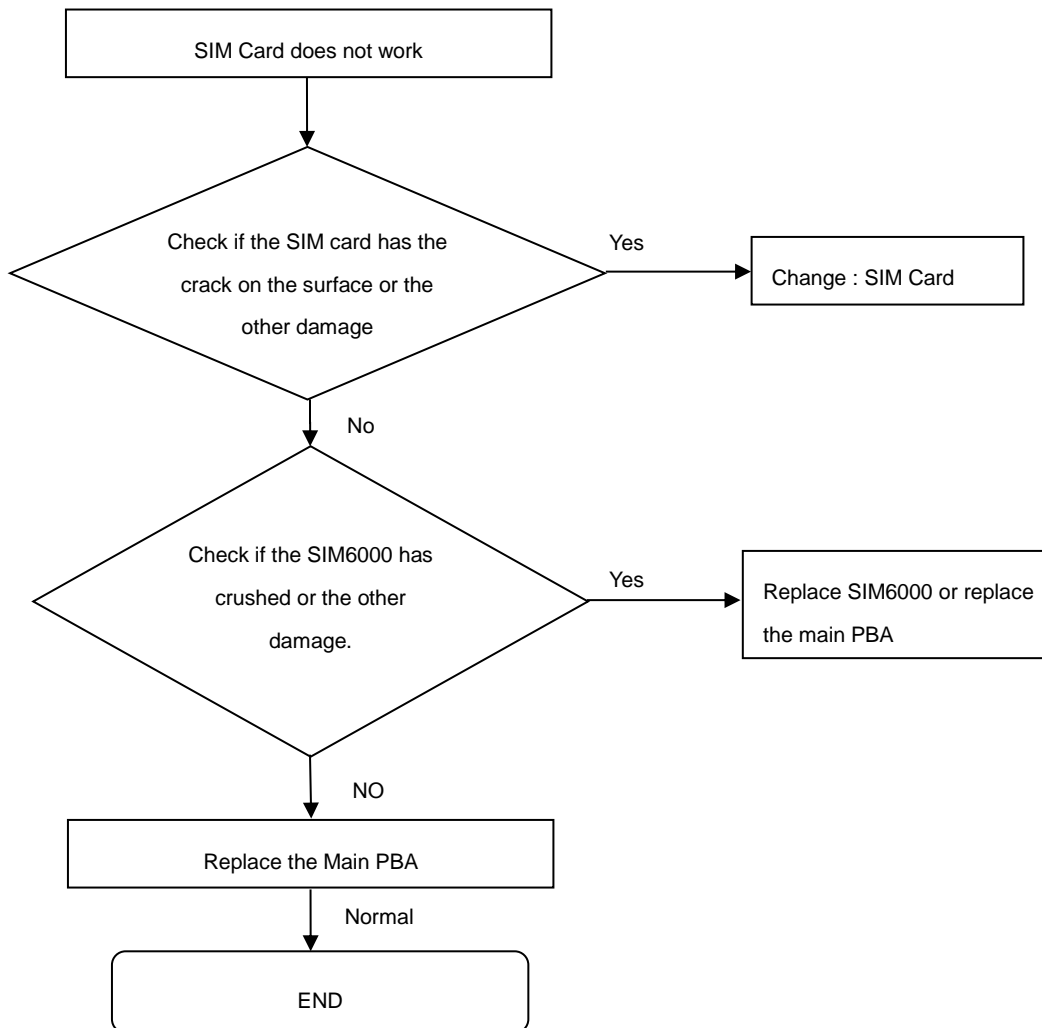 SIM Card does not work
Check if the SIM card has the
crack on the surface or the
other damage
Yes
Change : SIM Card
No
Check if the SIM6000 has
crushed or the other
damage.
Yes
Replace SIM6000 or replace
the main PBA
NO
Replace the Main PBA
Normal
END